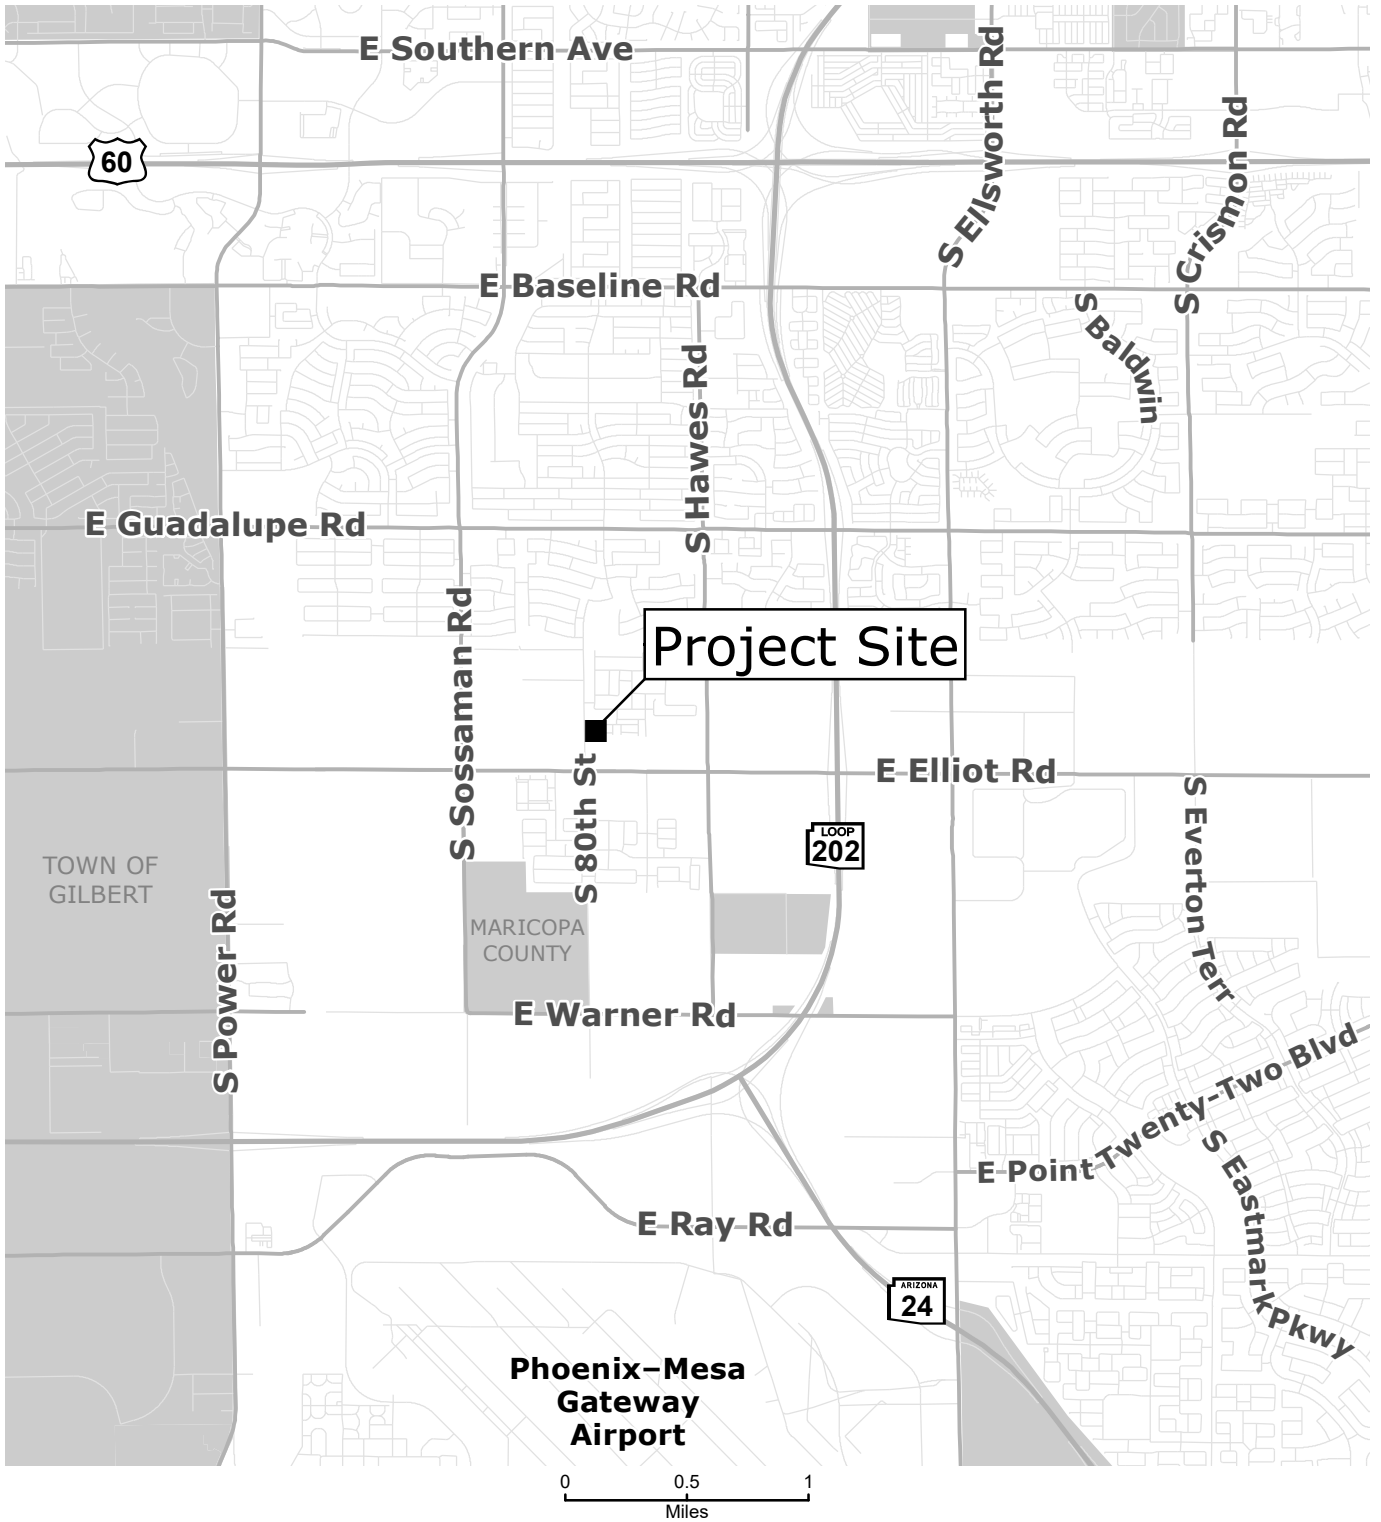 E Southern Ave
S Ellsworth Rd
S Crismon Rd
60
E Baseline Rd
S Baldwin
S Hawes Rd
E Guadalupe Rd
S Sossaman Rd
Project Site
E Elliot Rd
S 80th St
S Everton Terr
LOOP
202
TOWN OF
GILBERT
S Power Rd
MARICOPA
COUNTY
E Warner Rd
E Point Twenty-Two Blvd
S Eastmark Pkwy
E Ray Rd
ARIZONA
24
Phoenix–Mesa
Gateway
Airport
0 0.5 1
Miles